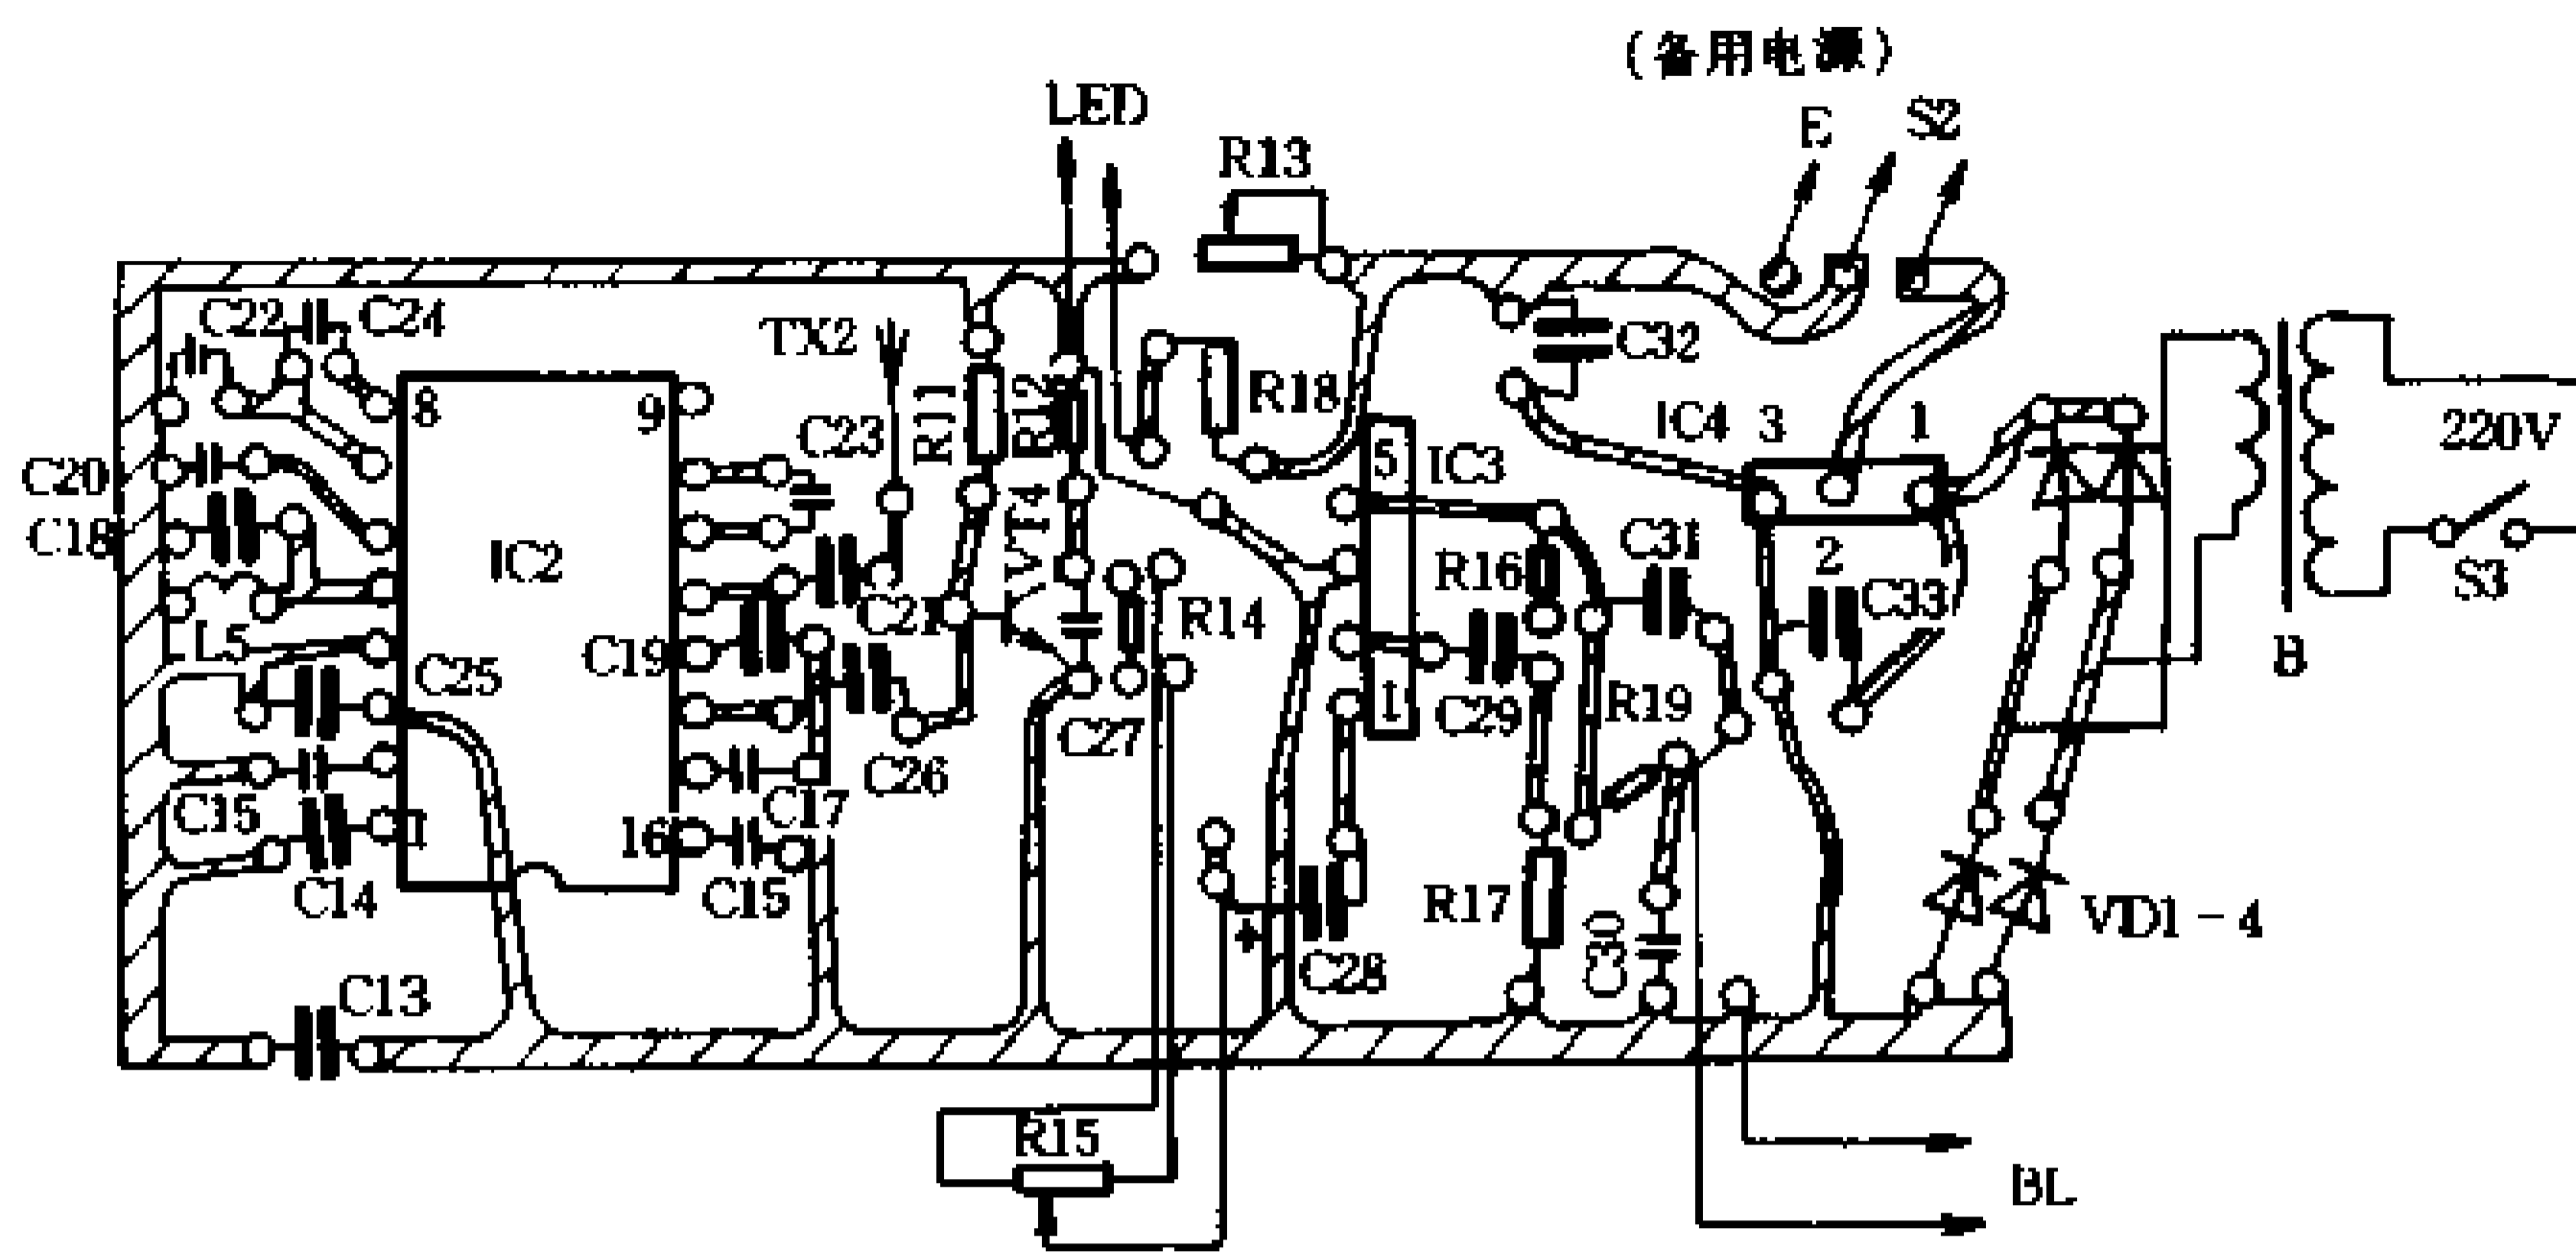 (备用电源)
LED
E
S2
R13
C22
C24
TX2
C32
R18
8
9
C23
R11
R12
IC4
3
1
220V
C20
5
IC3
C18
IC2
VT4
C31
2
R16
C33
S3
C21
R14
L5
C19
C25
B
1
C29
R19
C27
C26
C15
C17
1
16
C14
C15
R17
VD1-4
+
C30
C28
C13
R15
BL